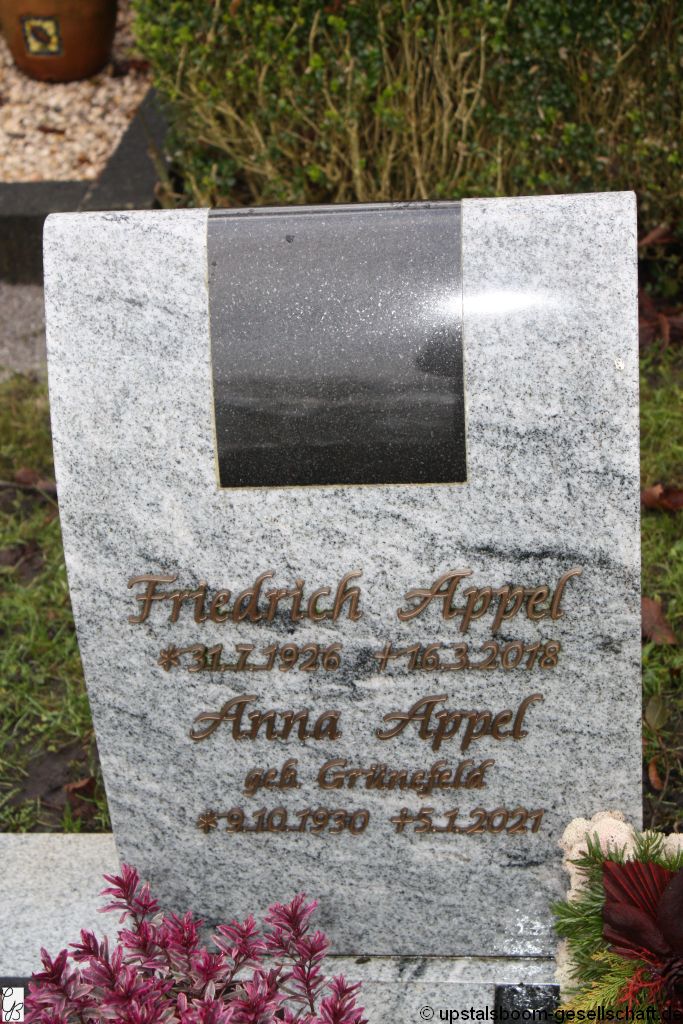 Friedrich Appel
*31.7.1926 +16.3.2018
Anna Appel
geb. Grünefeld
*9.10.1930 +5.1.2021
© upstalsboom-gesellschaft.de